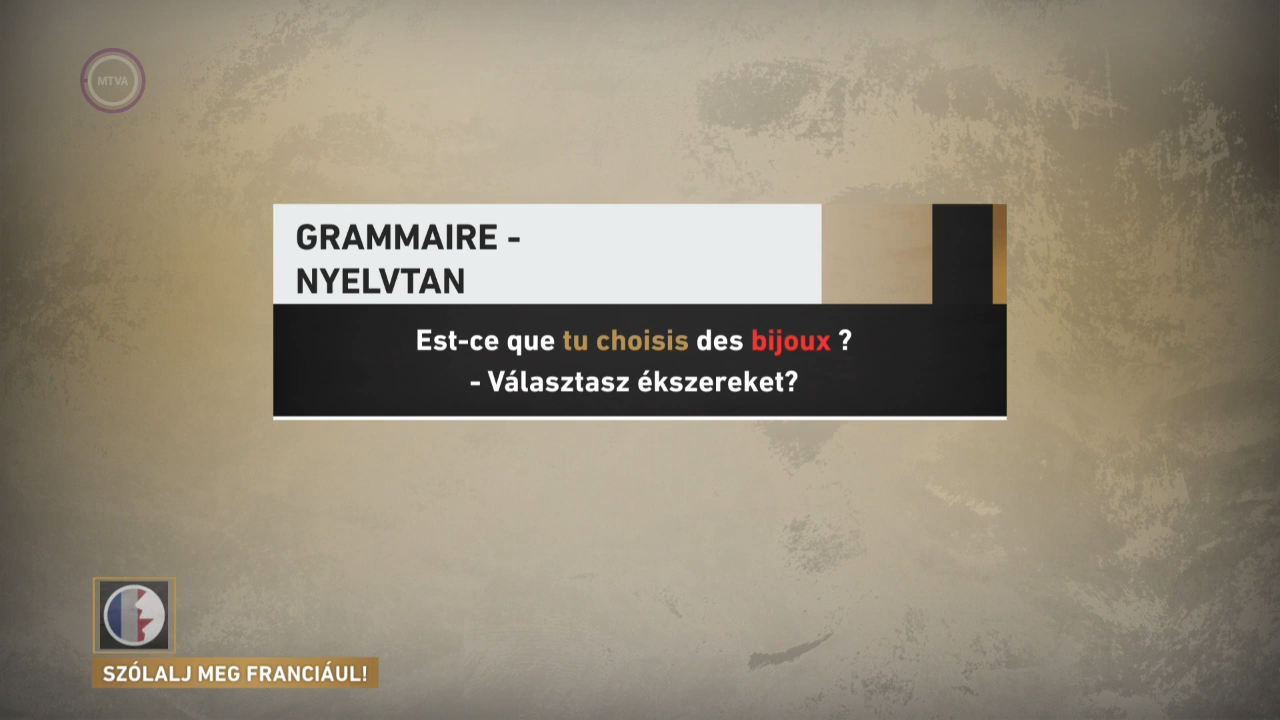 MTVA
GRAMMAIRE -
NYELVTAN
Est-ce que tu choisis des bijoux ?
- Választasz ékszereket?
SZÓLALJ MEG FRANCIÁUL!